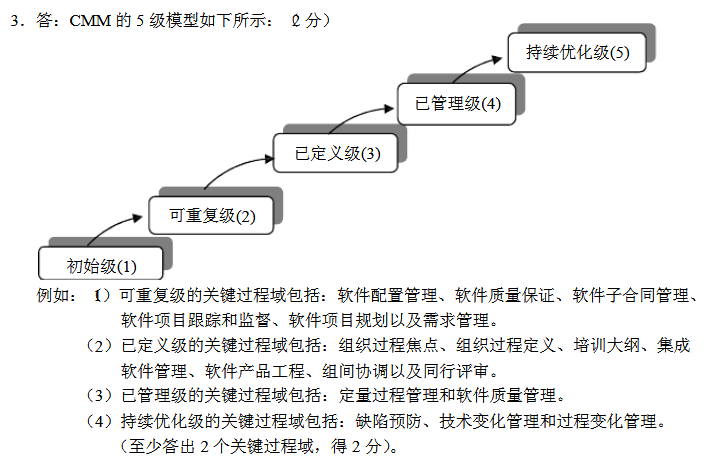 3．答：CMM 的 5 级模型如下所示：（2 分）
持续优化级(5)
已管理级(4)
已定义级(3)
可重复级(2)
初始级(1)
例如：（1）可重复级的关键过程域包括：软件配置管理、软件质量保证、软件子合同管理、
软件项目跟踪和监督、软件项目规划以及需求管理。
（2）已定义级的关键过程域包括：组织过程焦点、组织过程定义、培训大纲、集成
软件管理、软件产品工程、组间协调以及同行评审。
（3）已管理级的关键过程域包括：定量过程管理和软件质量管理。
（4）持续优化级的关键过程域包括：缺陷预防、技术变化管理和过程变化管理。
（至少答出 2 个关键过程域，得 2 分）。